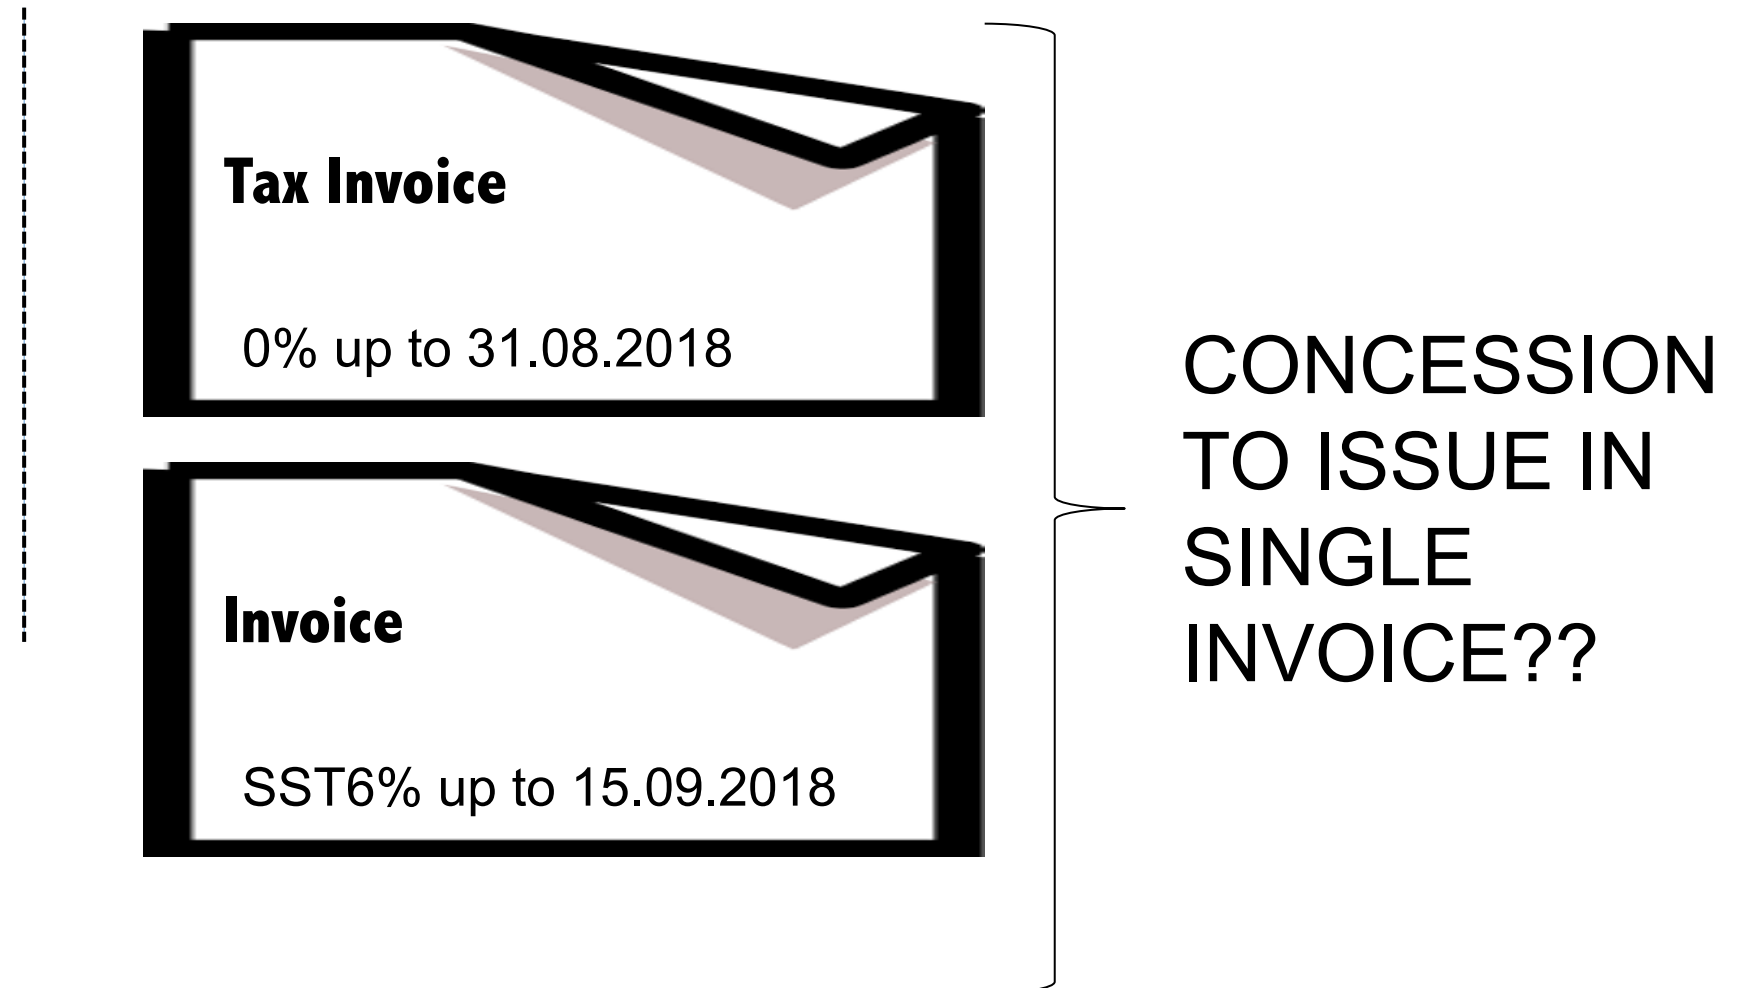 Tax Invoice
0% up to 31.08.2018
Invoice
SST6% up to 15.09.2018
CONCESSION
TO ISSUE IN
SINGLE
INVOICE??